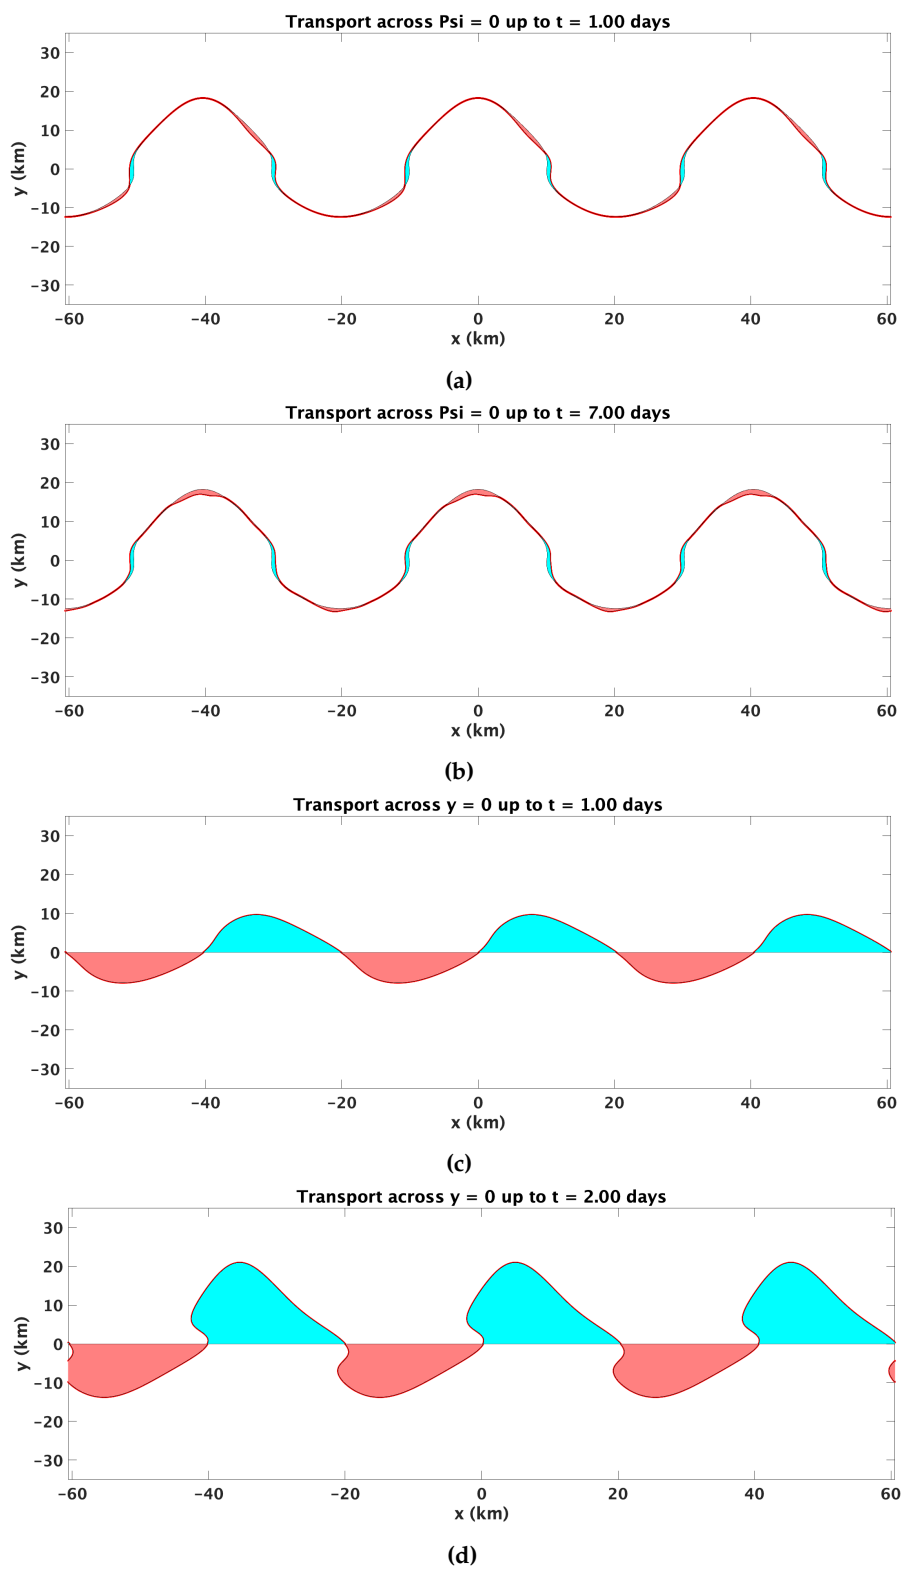 Transport across Psi = 0 up to t = 1.00 days
30
20
10
0
−10
−20
−30
y (km)
−60 −40 −20 0 20 40 60
x (km)
(a)
Transport across Psi = 0 up to t = 7.00 days
30
20
10
0
−10
−20
−30
y (km)
−60 −40 −20 0 20 40 60
x (km)
(b)
Transport across y = 0 up to t = 1.00 days
30
20
10
0
−10
−20
−30
y (km)
−60 −40 −20 0 20 40 60
x (km)
(c)
Transport across y = 0 up to t = 2.00 days
30
20
10
0
−10
−20
−30
y (km)
−60 −40 −20 0 20 40 60
x (km)
(d)